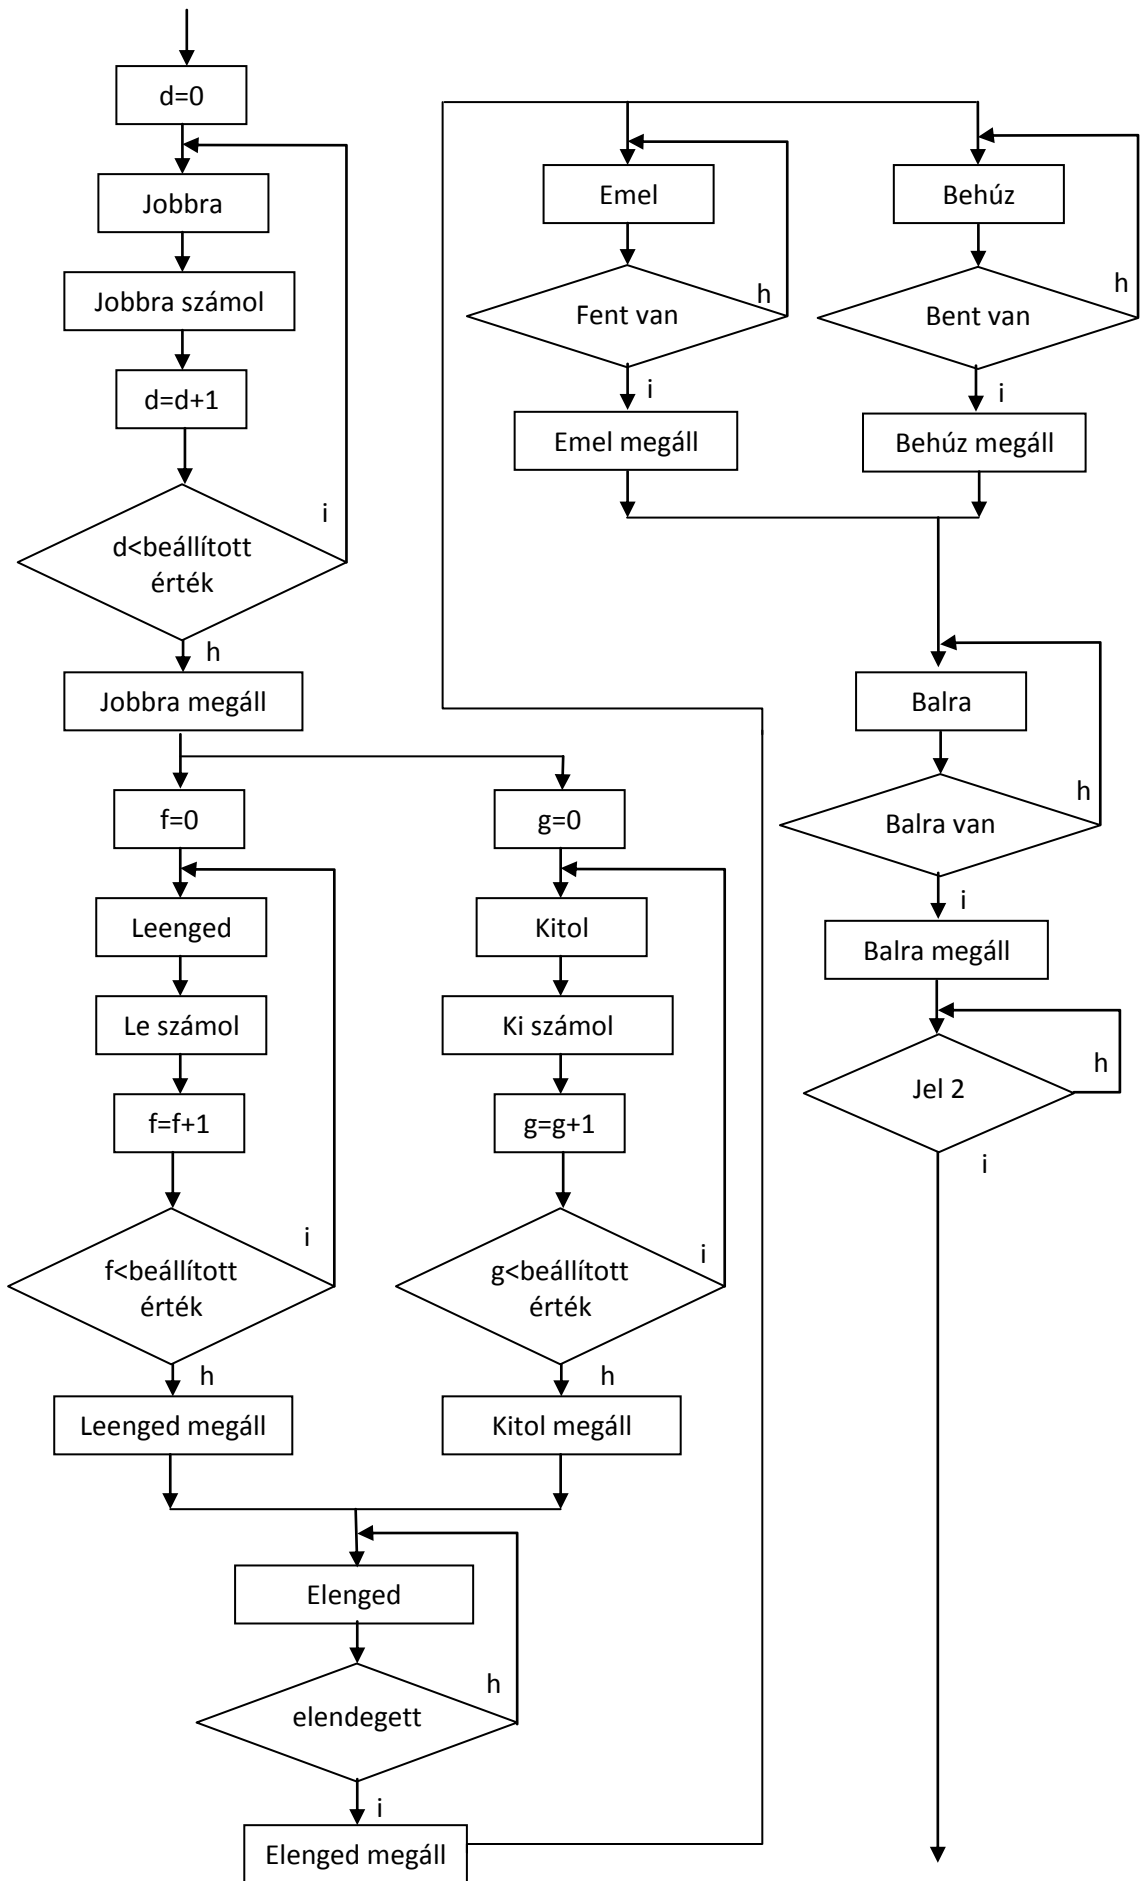 d=0
Jobbra
Jobbra számol
d=d+1
i
d<beállított
érték
h
Jobbra megáll
f=0
Leenged
Le számol
f=f+1
i
f<beállított
érték
h
Leenged megáll
g=0
Kitol
Ki számol
g=g+1
i
g<beállított
érték
h
Kitol megáll
Elenged
h
elendegett
i
Elenged megáll
Emel
h
Fent van
i
Emel megáll
Behúz
h
Bent van
i
Behúz megáll
Balra
h
Balra van
i
Balra megáll
h
Jel 2
i